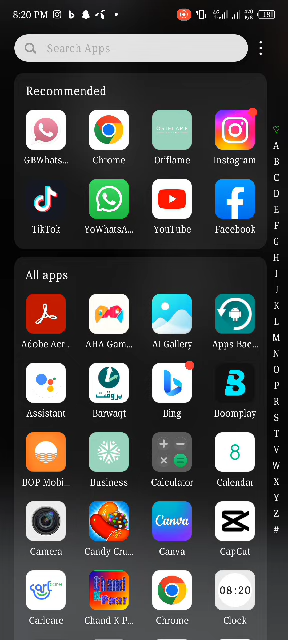 8:20 PM
Search Apps
Recommended
GBWhats... Chrome Oriflame Instagram
TikTok YoWhatsA... YouTube Facebook
All apps
Adobe Acr... AHA Gam... AI Gallery Apps Bac...
Assistant Barwaqt Bing Boomplay
BOP Mobi... Business Calculator Calendar
Camera Candy Cru... Canva CapCut
08:20
Caricare Chand K P... Chrome Clock
A
B
C
D
E
F
G
H
I
J
K
L
M
N
O
P
R
S
T
V
W
X
Y
Z
#